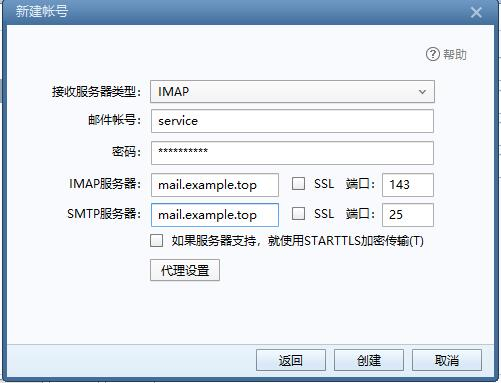 新建帐号
帮助
接收服务器类型: IMAP
邮件帐号: service
密码: **********
IMAP服务器: mail.example.top SSL 端口: 143
SMTP服务器: mail.example.top SSL 端口: 25
如果服务器支持，就使用STARTTLS加密传输(T)
代理设置
返回 创建 取消